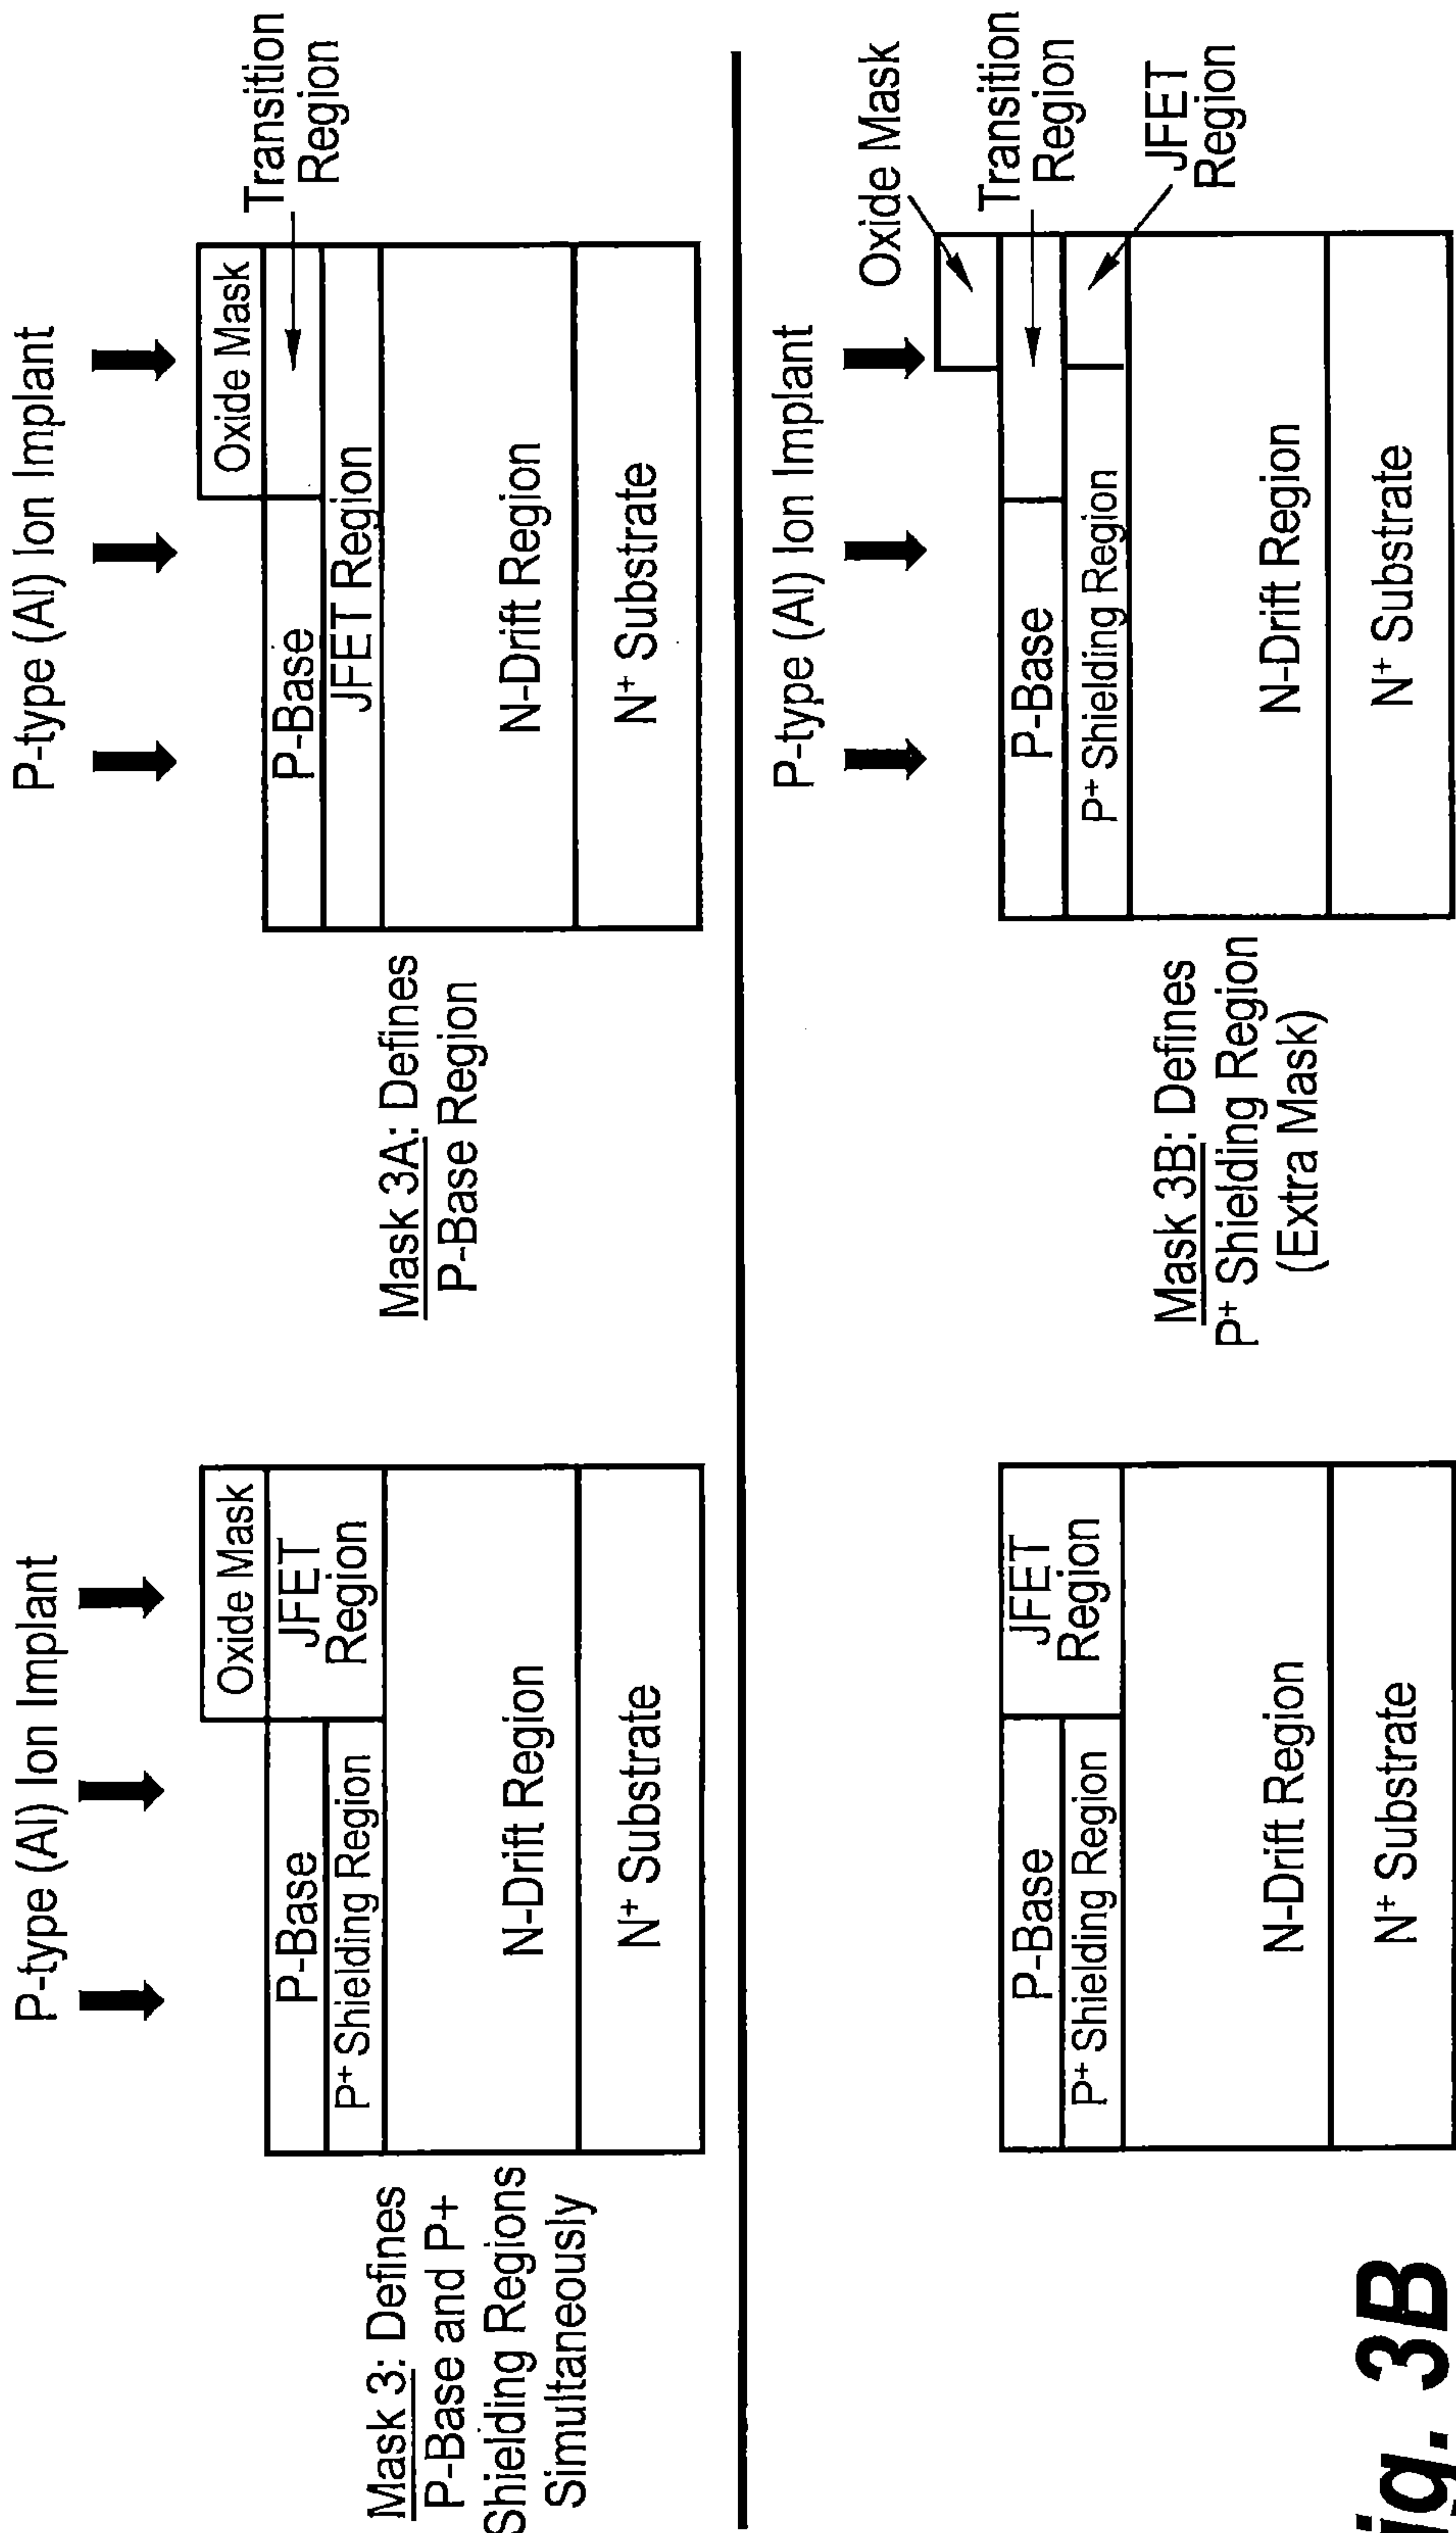 P-type (Al) Ion Implant
Oxide Mask
P-Base
JFET
Region
P+ Shielding Region
N-Drift Region
N+ Substrate
Mask 3: Defines
P-Base and P+
Shielding Regions
Simultaneously
P-type (Al) Ion Implant
Transition
Region
Oxide Mask
P-Base
JFET Region
N-Drift Region
N+ Substrate
Mask 3A: Defines
P-Base Region
P-Base
JFET
Region
P+ Shielding Region
N-Drift Region
N+ Substrate
P-type (Al) Ion Implant
Oxide Mask
Transition
Region
JFET
Region
P-Base
P+ Shielding Region
N-Drift Region
N+ Substrate
Mask 3B: Defines
P+ Shielding Region
(Extra Mask)
ig. 3B